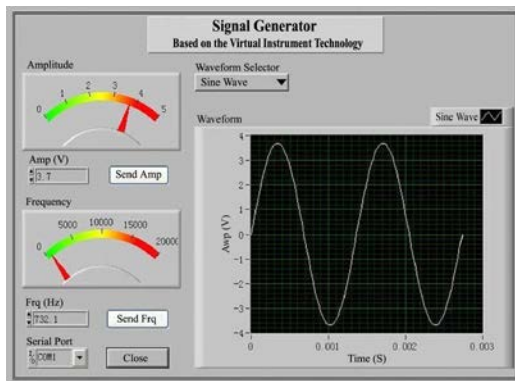 Signal Generator
Based on the Virtual Instrument Technology
Amplitude
0 1 2 3 4 5
Amp (V)
3.7
Send Amp
Frequency
0 5000 10000 15000 20000
Frq (Hz)
732.1
Send Frq
Serial Port
COM1
Close
Waveform Selector
Sine Wave
Waveform
Sine Wave
Awp (V)
4
3
2
1
0
-1
-2
-3
-4
0 0.001 0.002 0.003
Time (S)